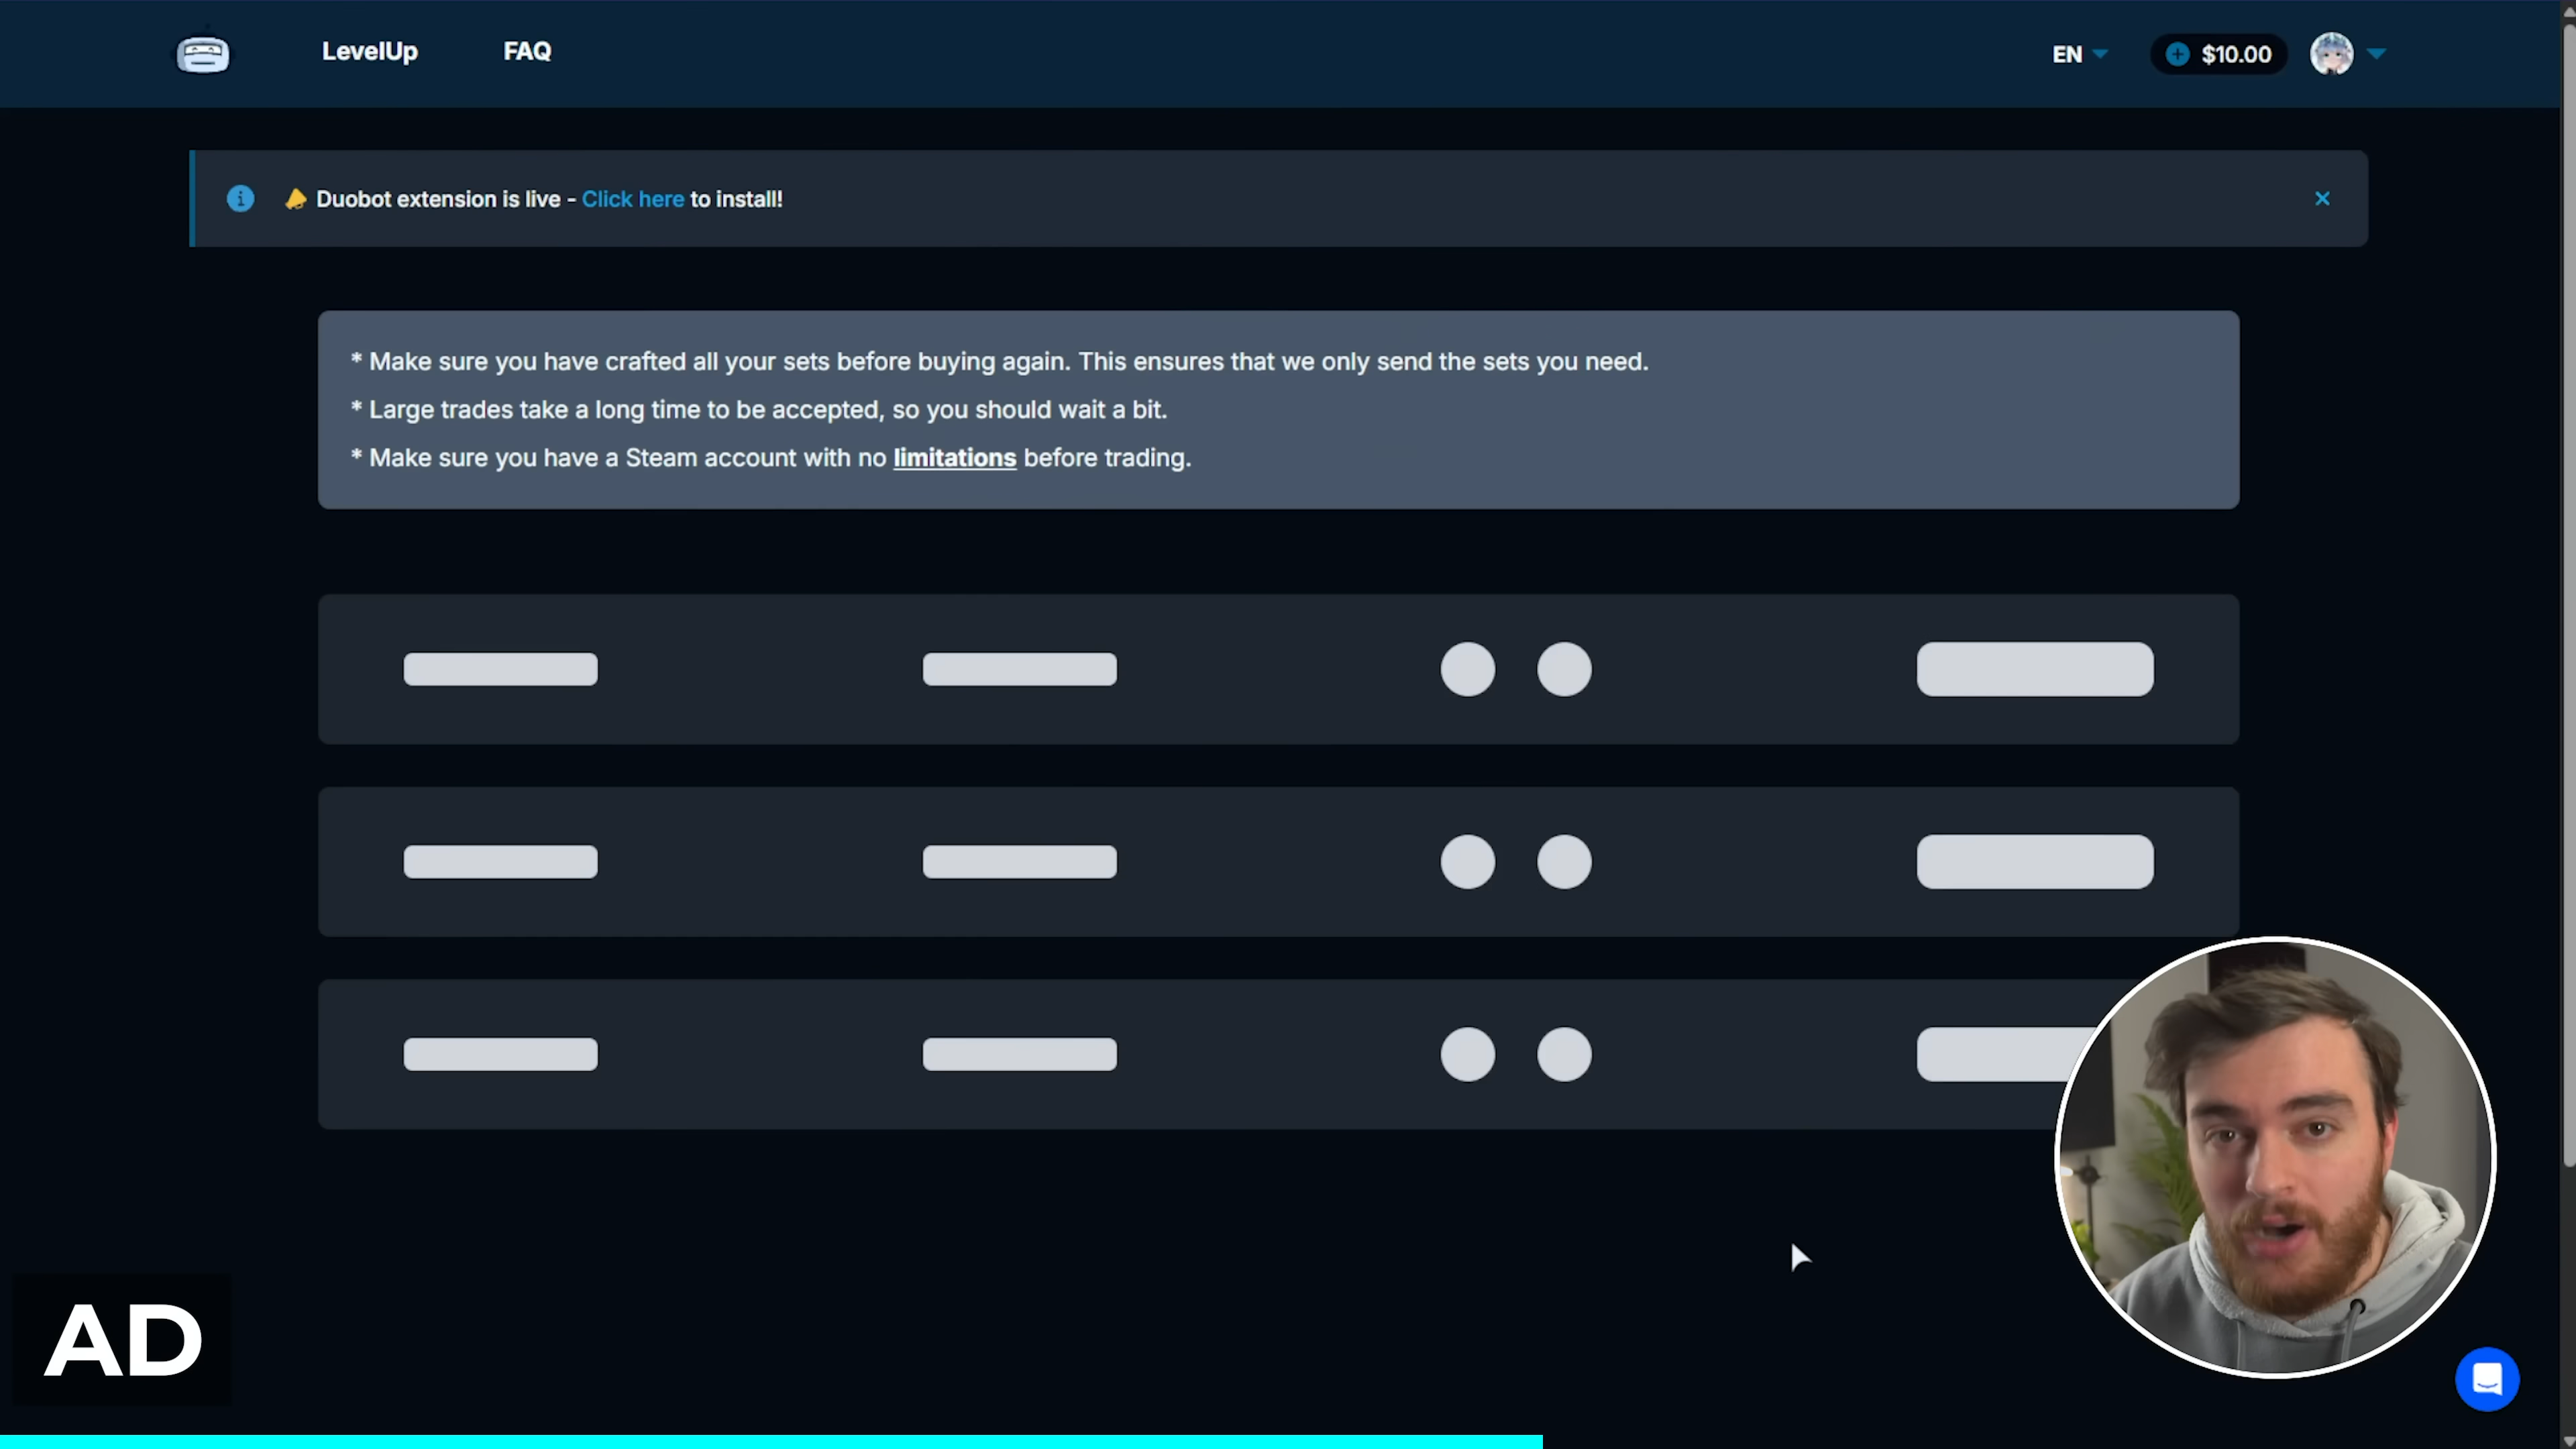 LevelUp
FAQ
EN
$10.00
Duobot extension is live - Click here to install!
* Make sure you have crafted all your sets before buying again. This ensures that we only send the sets you need.
* Large trades take a long time to be accepted, so you should wait a bit.
* Make sure you have a Steam account with no limitations before trading.
AD